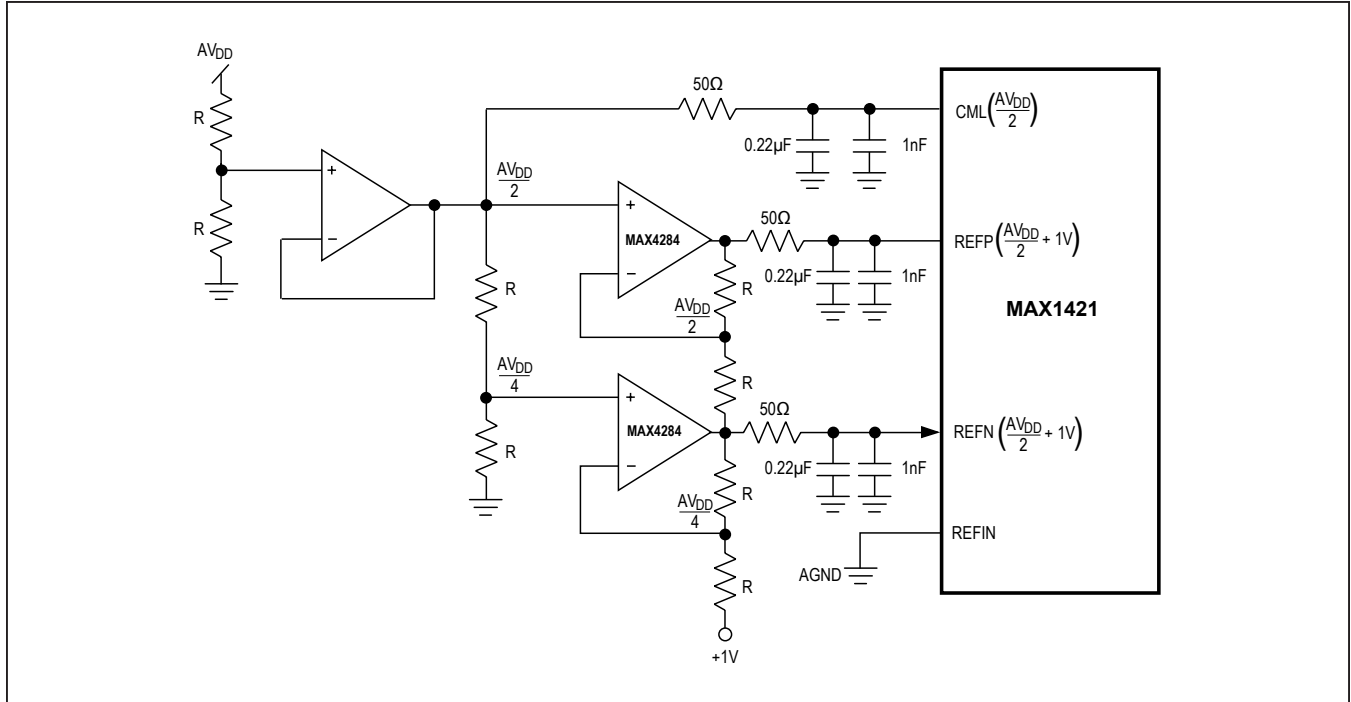 AVDD
R
R
+
−
AVDD
2
50Ω
0.22µF
1nF
CML(AVDD/2)
R
+
−
MAX4284
AVDD
2
50Ω
R
0.22µF
1nF
REFP(AVDD/2 + 1V)
MAX1421
AVDD
4
R
R
+
−
MAX4284
AVDD
4
50Ω
R
0.22µF
1nF
REFN(AVDD/2 + 1V)
R
+1V
AGND
REFIN